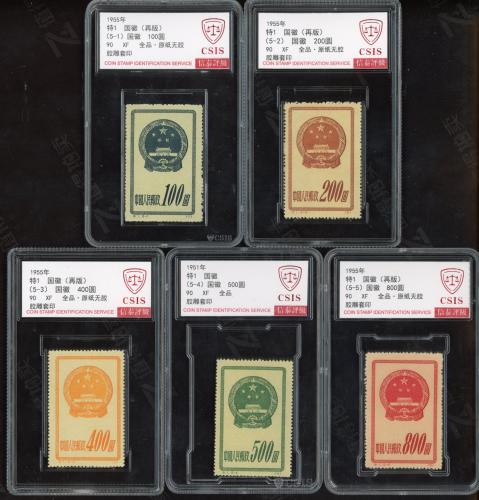 1955年
特1 国徽（再版）
(5-1) 国徽 100圆
90 XF 全品·原纸无胶
胶雕套印
CSIS
COIN STAMP IDENTIFICATION SERVICE
信泰评级
中国人民邮政
100圆
CSIS
1955年
特1 国徽（再版）
(5-2) 国徽 200圆
90 XF 全品·原纸无胶
胶雕套印
CSIS
COIN STAMP IDENTIFICATION SERVICE
信泰评级
中国人民邮政
200圆
1955年
特1 国徽（再版）
(5-3) 国徽 400圆
90 XF 全品·原纸无胶
胶雕套印
CSIS
COIN STAMP IDENTIFICATION SERVICE
信泰评级
中国人民邮政
400圆
1951年
特1 国徽
(5-4) 国徽 500圆
90 XF 全品
胶雕套印
CSIS
COIN STAMP IDENTIFICATION SERVICE
信泰评级
中国人民邮政
500圆
CSIS
1955年
特1 国徽（再版）
(5-5) 国徽 800圆
90 XF 全品·原纸无胶
胶雕套印
CSIS
COIN STAMP IDENTIFICATION SERVICE
信泰评级
中国人民邮政
800圆